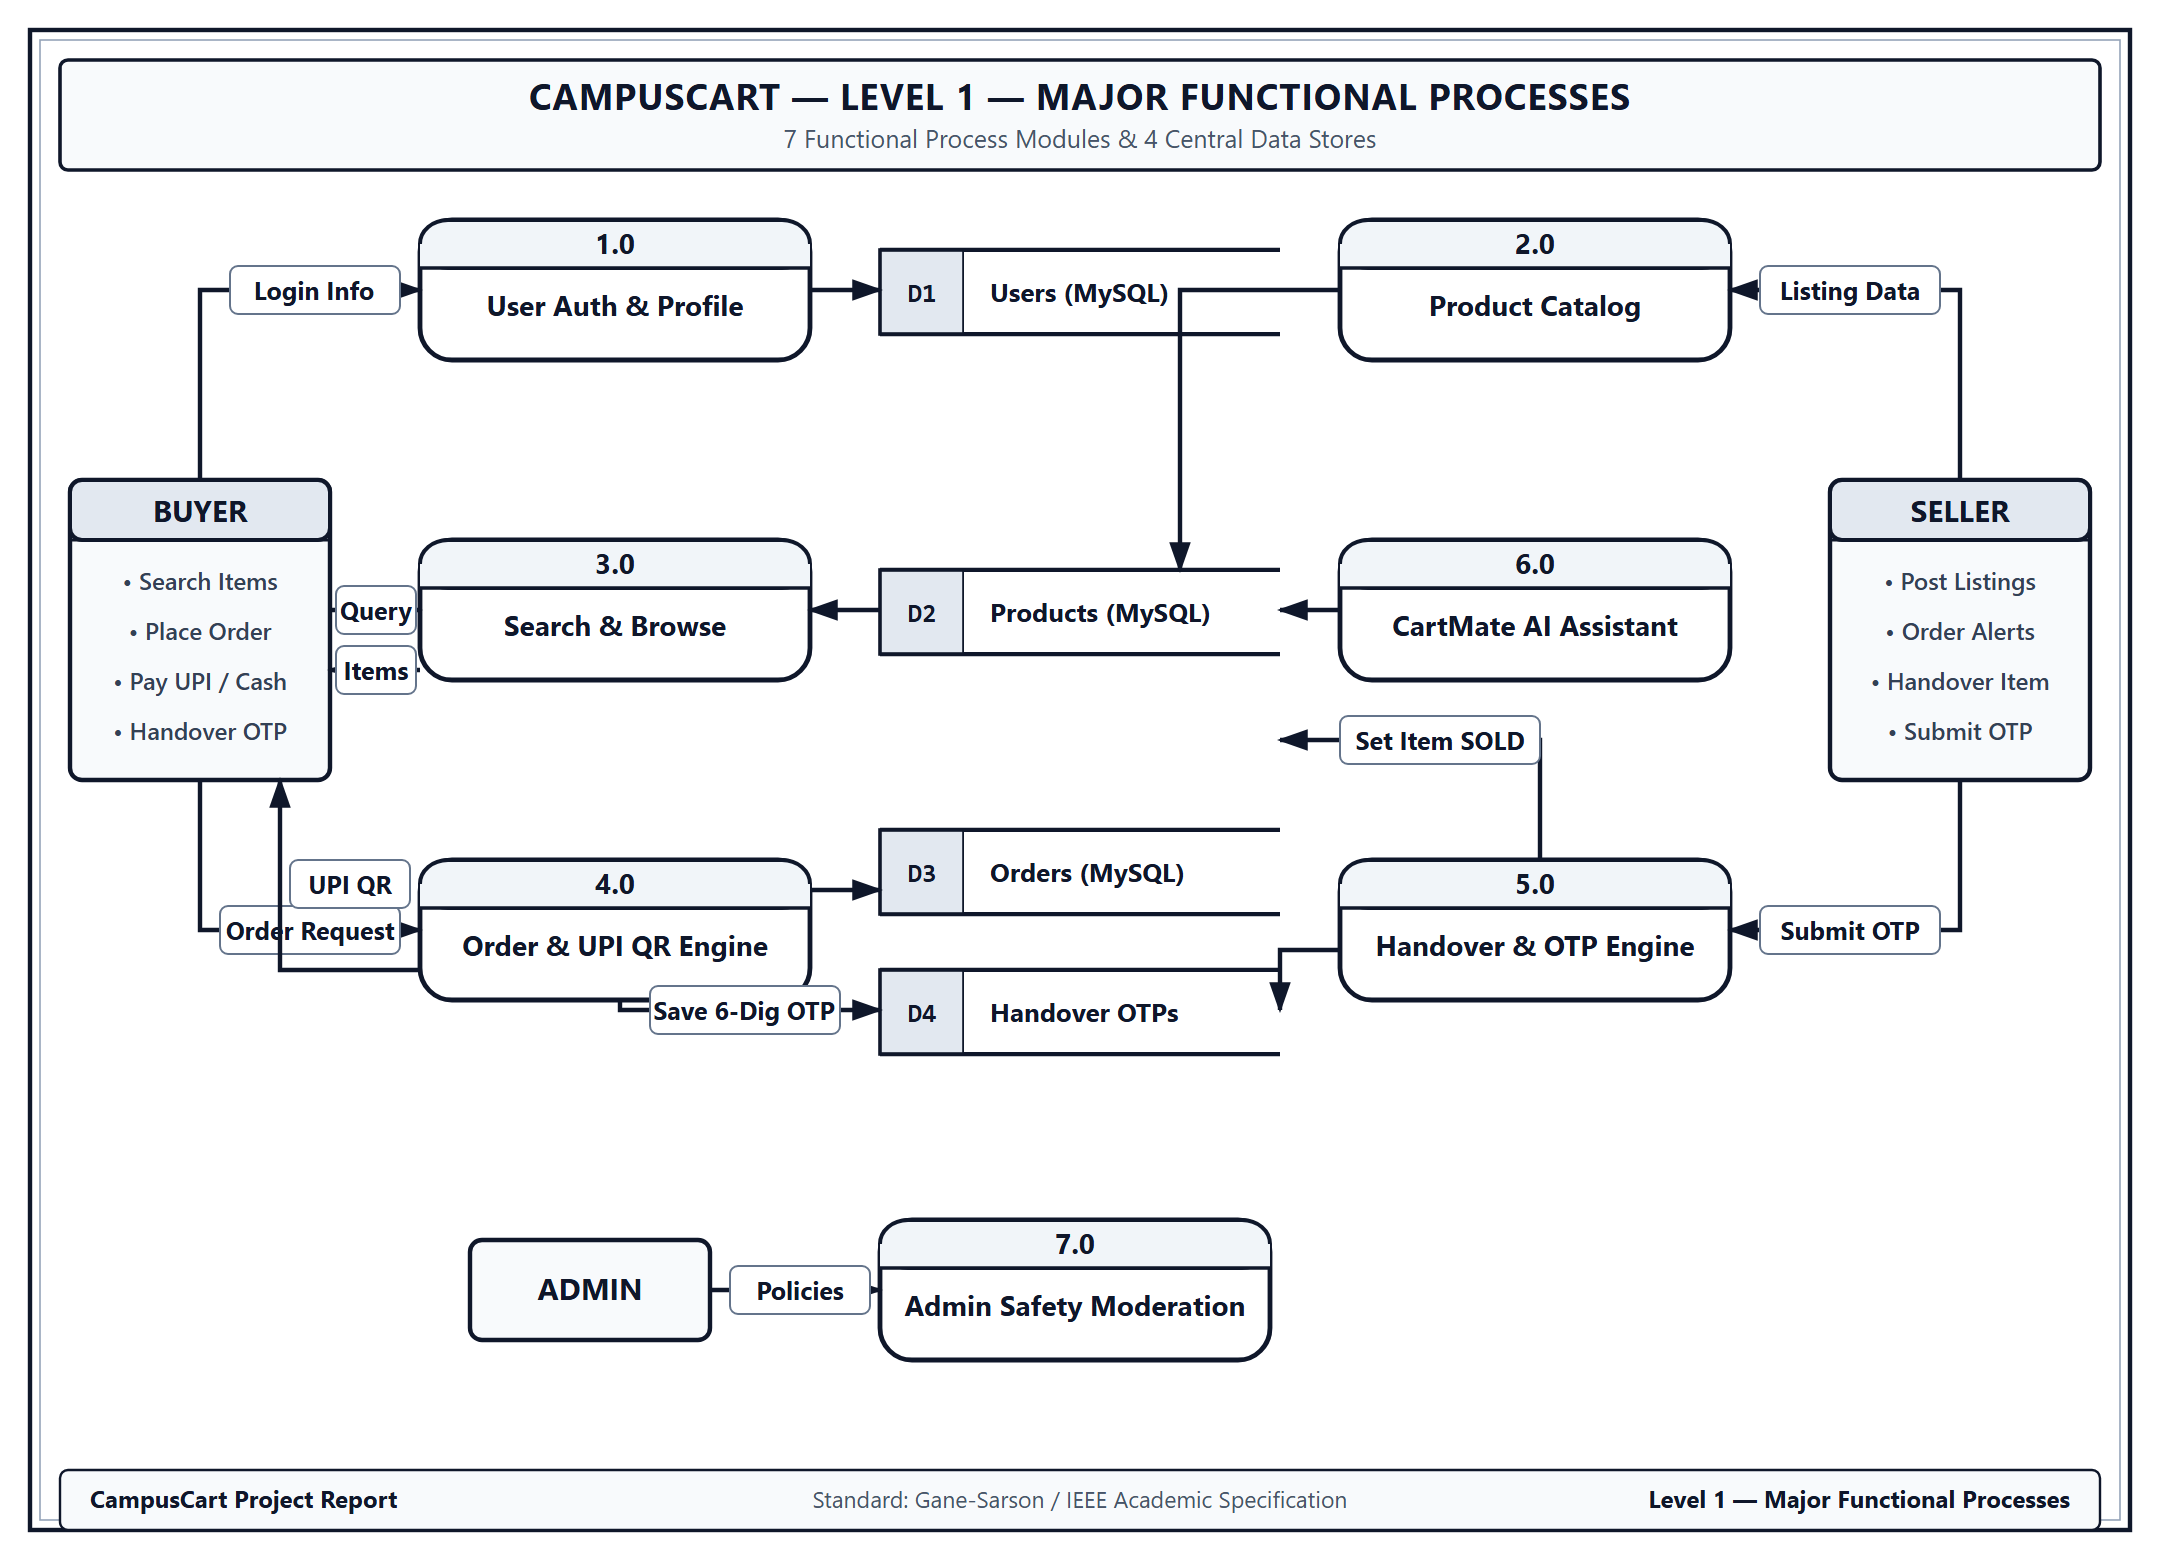 CAMPUSCART — LEVEL 1 — MAJOR FUNCTIONAL PROCESSES
7 Functional Process Modules & 4 Central Data Stores
1.0
User Auth & Profile
Login Info
D1
Users (MySQL)
2.0
Product Catalog
Listing Data
BUYER
• Search Items
• Place Order
• Pay UPI / Cash
• Handover OTP
Query
Items
3.0
Search & Browse
D2
Products (MySQL)
6.0
CartMate AI Assistant
SELLER
• Post Listings
• Order Alerts
• Handover Item
• Submit OTP
Set Item SOLD
UPI QR
Order Request
4.0
Order & UPI QR Engine
Save 6-Dig OTP
D3
Orders (MySQL)
D4
Handover OTPs
5.0
Handover & OTP Engine
Submit OTP
ADMIN
Policies
7.0
Admin Safety Moderation
CampusCart Project Report
Standard: Gane-Sarson / IEEE Academic Specification
Level 1 — Major Functional Processes